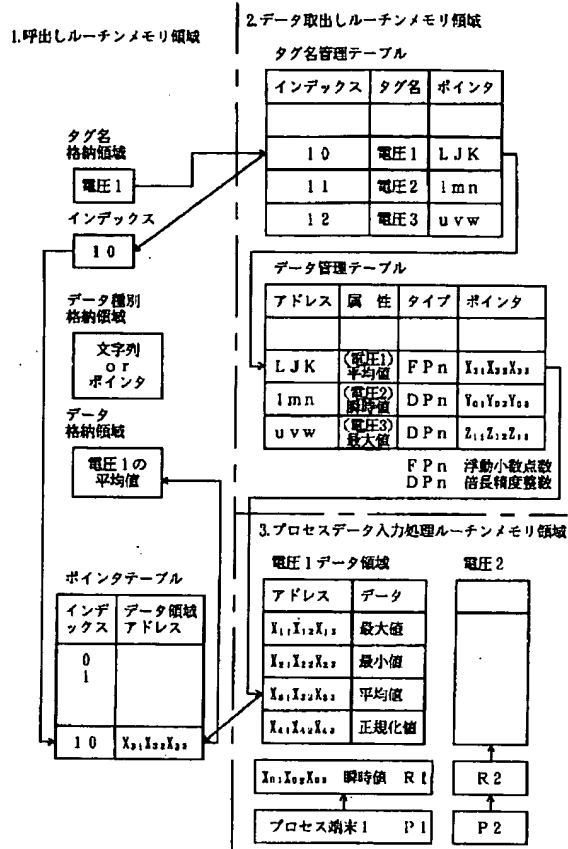 1.呼出しルーチンメモリ領域
タグ名
格納領域
電圧1
インデックス
10
データ種別
格納領域
文字列
or
ポインタ
データ
格納領域
電圧1の
平均値
ポインタテーブル
インデックス データ領域アドレス
0
1
10 X₃₁X₃₂X₃₃
2.データ取出しルーチンメモリ領域
タグ名管理テーブル
インデックス タグ名 ポインタ
10 電圧1 LJK
11 電圧2 lmn
12 電圧3 uvw
データ管理テーブル
アドレス 属性 タイプ ポインタ
LJK (電圧1)平均値 FPn X₃₁X₃₂X₃₃
lmn (電圧2)瞬時値 DPn Y₀₁Y₀₂Y₀₃
uvw (電圧3)最大値 DPn Z₁₁Z₁₂Z₁₃
FPn 浮動小数点数
DPn 倍長精度整数
3.プロセスデータ入力処理ルーチンメモリ領域
電圧1データ領域 電圧2
アドレス データ
X₁₁X₁₂X₁₃ 最大値
X₂₁X₂₂X₂₃ 最小値
X₃₁X₃₂X₃₃ 平均値
X₄₁X₄₂X₄₃ 正規化値
X₀₁X₀₂X₀₃ 瞬時値 R1 R2
プロセス端末1 P1 P2